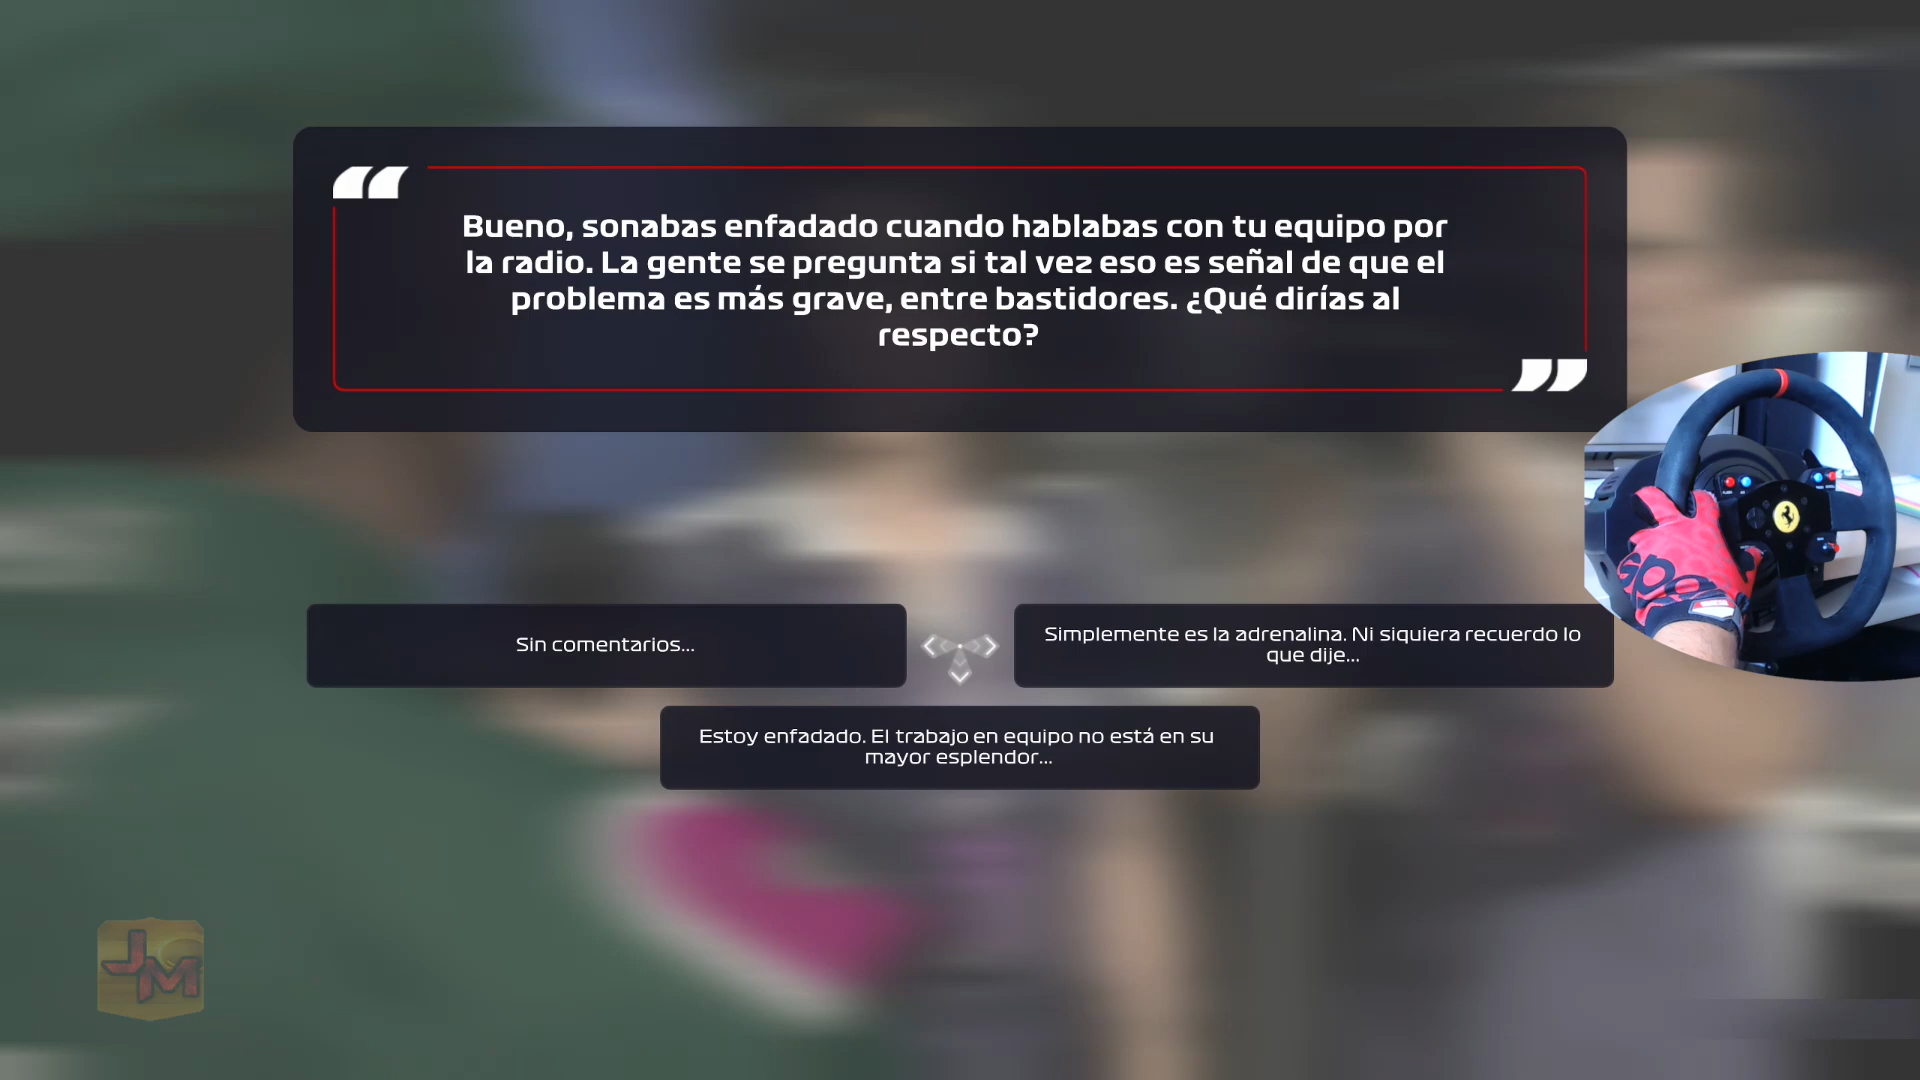 Bueno, sonabas enfadado cuando hablabas con tu equipo por
la radio. La gente se pregunta si tal vez eso es señal de que el
problema es más grave, entre bastidores. ¿Qué dirías al
respecto?
Sin comentarios...
Simplemente es la adrenalina. Ni siquiera recuerdo lo
que dije...
Estoy enfadado. El trabajo en equipo no está en su
mayor esplendor...
JM